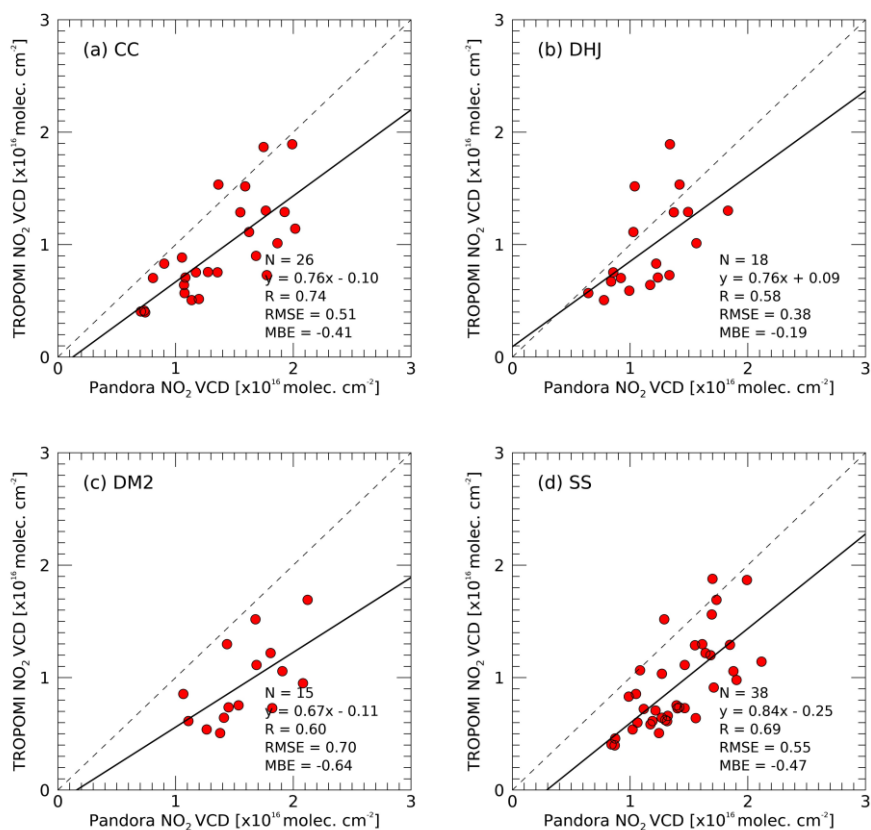 (a) CC
TROPOMI NO2 VCD [x10^16 molec. cm^-2]
3
2
1
0
N = 26
y = 0.76x - 0.10
R = 0.74
RMSE = 0.51
MBE = -0.41
0 1 2 3
Pandora NO2 VCD [x10^16 molec. cm^-2]
(b) DHJ
TROPOMI NO2 VCD [x10^16 molec. cm^-2]
3
2
1
0
N = 18
y = 0.76x + 0.09
R = 0.58
RMSE = 0.38
MBE = -0.19
0 1 2 3
Pandora NO2 VCD [x10^16 molec. cm^-2]
(c) DM2
TROPOMI NO2 VCD [x10^16 molec. cm^-2]
3
2
1
0
N = 15
y = 0.67x - 0.11
R = 0.60
RMSE = 0.70
MBE = -0.64
0 1 2 3
Pandora NO2 VCD [x10^16 molec. cm^-2]
(d) SS
TROPOMI NO2 VCD [x10^16 molec. cm^-2]
3
2
1
0
N = 38
y = 0.84x - 0.25
R = 0.69
RMSE = 0.55
MBE = -0.47
0 1 2 3
Pandora NO2 VCD [x10^16 molec. cm^-2]